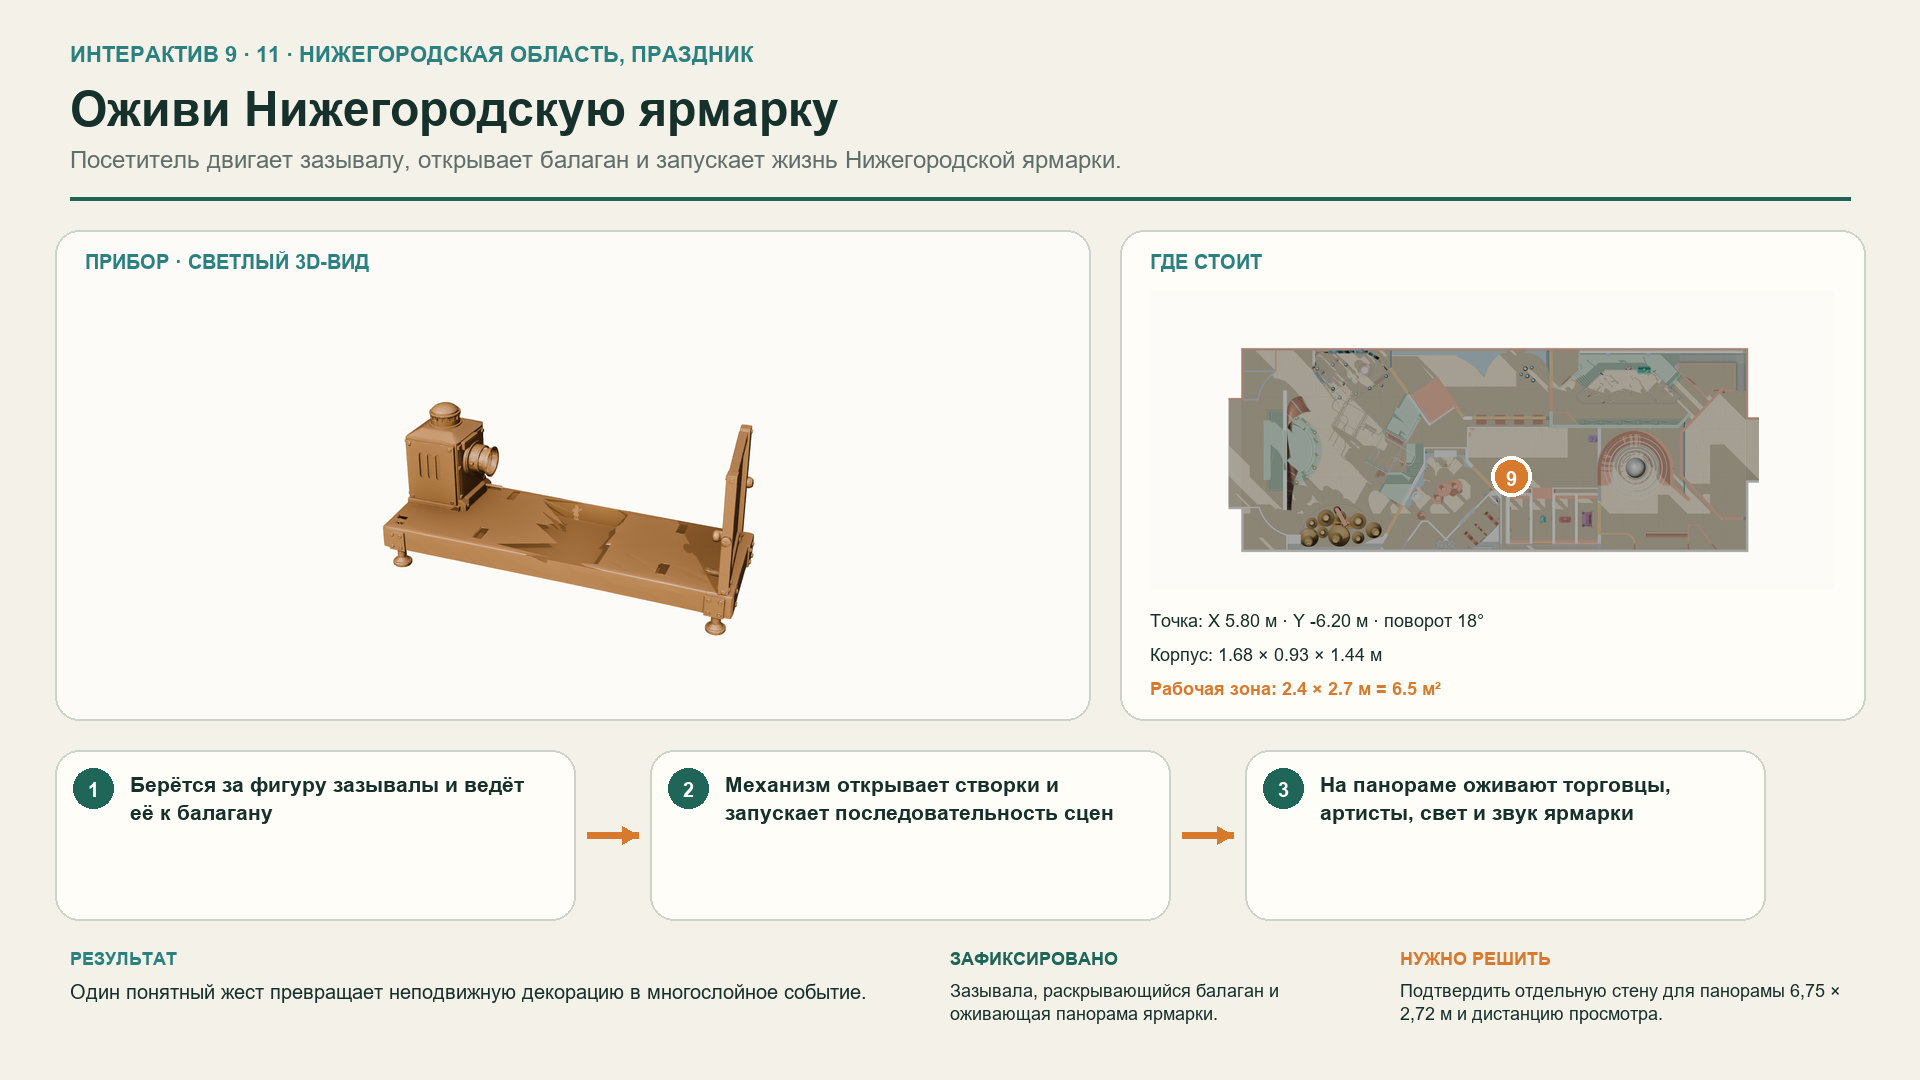 ИНТЕРАКТИВ 9 · 11 · НИЖЕГОРОДСКАЯ ОБЛАСТЬ, ПРАЗДНИК
Оживи Нижегородскую ярмарку
Посетитель двигает зазывалу, открывает балаган и запускает жизнь Нижегородской ярмарки.
ПРИБОР · СВЕТЛЫЙ 3D-ВИД
ГДЕ СТОИТ
9
Точка: X 5.80 м · Y -6.20 м · поворот 18°
Корпус: 1.68 × 0.93 × 1.44 м
Рабочая зона: 2.4 × 2.7 м = 6.5 м²
1
Берётся за фигуру зазывалы и ведёт
её к балагану
2
Механизм открывает створки и
запускает последовательность сцен
3
На панораме оживают торговцы,
артисты, свет и звук ярмарки
РЕЗУЛЬТАТ
Один понятный жест превращает неподвижную декорацию в многослойное событие.
ЗАФИКСИРОВАНО
Зазывала, раскрывающийся балаган и
оживающая панорама ярмарки.
НУЖНО РЕШИТЬ
Подтвердить отдельную стену для панорамы 6,75 ×
2,72 м и дистанцию просмотра.